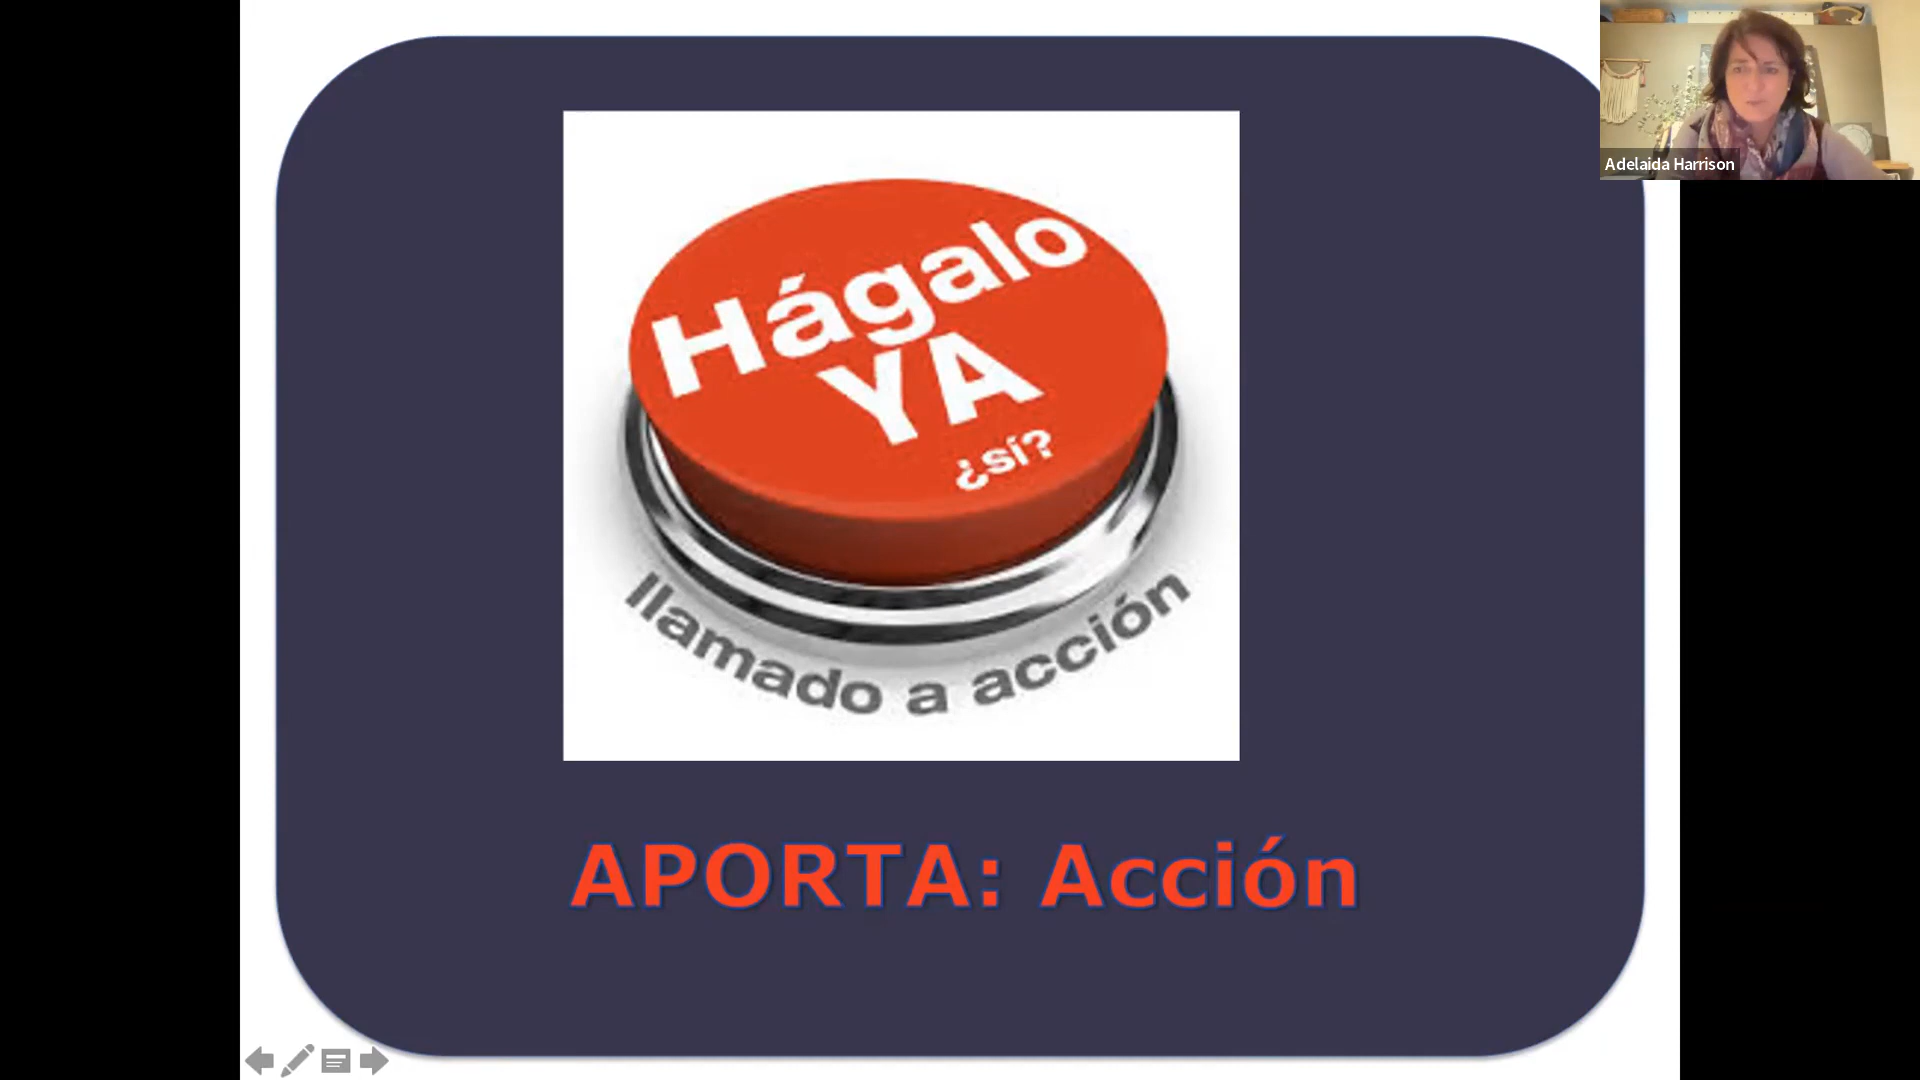 Hágalo
YA
¿sí?
llamado a acción
APORTA: Acción
Adelaida Harrison